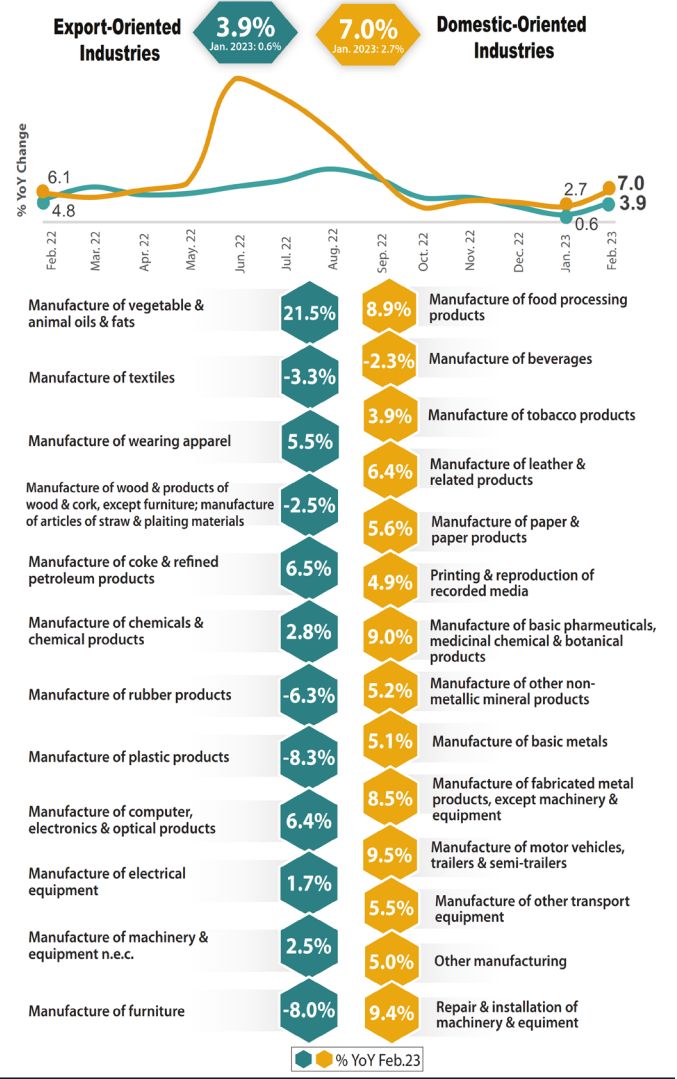 Export-Oriented
Industries
3.9%
Jan. 2023: 0.6%
7.0%
Jan. 2023: 2.7%
Domestic-Oriented
Industries
% YoY Change
6.1
4.8
2.7
0.6
7.0
3.9
Feb. 22
Mar. 22
Apr. 22
May. 22
Jun. 22
Jul. 22
Aug. 22
Sep. 22
Oct. 22
Nov. 22
Dec. 22
Jan. 23
Feb. 23
Manufacture of vegetable &
animal oils & fats
21.5%
Manufacture of textiles
-3.3%
Manufacture of wearing apparel
5.5%
Manufacture of wood & products of
wood & cork, except furniture; manufacture
of articles of straw & plaiting materials
-2.5%
Manufacture of coke & refined
petroleum products
6.5%
Manufacture of chemicals &
chemical products
2.8%
Manufacture of rubber products
-6.3%
Manufacture of plastic products
-8.3%
Manufacture of computer,
electronics & optical products
6.4%
Manufacture of electrical
equipment
1.7%
Manufacture of machinery &
equipment n.e.c.
2.5%
Manufacture of furniture
-8.0%
8.9%
Manufacture of food processing
products
-2.3%
Manufacture of beverages
3.9%
Manufacture of tobacco products
6.4%
Manufacture of leather &
related products
5.6%
Manufacture of paper &
paper products
4.9%
Printing & reproduction of
recorded media
9.0%
Manufacture of basic pharmeuticals,
medicinal chemical & botanical
products
5.2%
Manufacture of other non-
metallic mineral products
5.1%
Manufacture of basic metals
8.5%
Manufacture of fabricated metal
products, except machinery &
equipment
9.5%
Manufacture of motor vehicles,
trailers & semi-trailers
5.5%
Manufacture of other transport
equipment
5.0%
Other manufacturing
9.4%
Repair & installation of
machinery & equiment
% YoY Feb.23